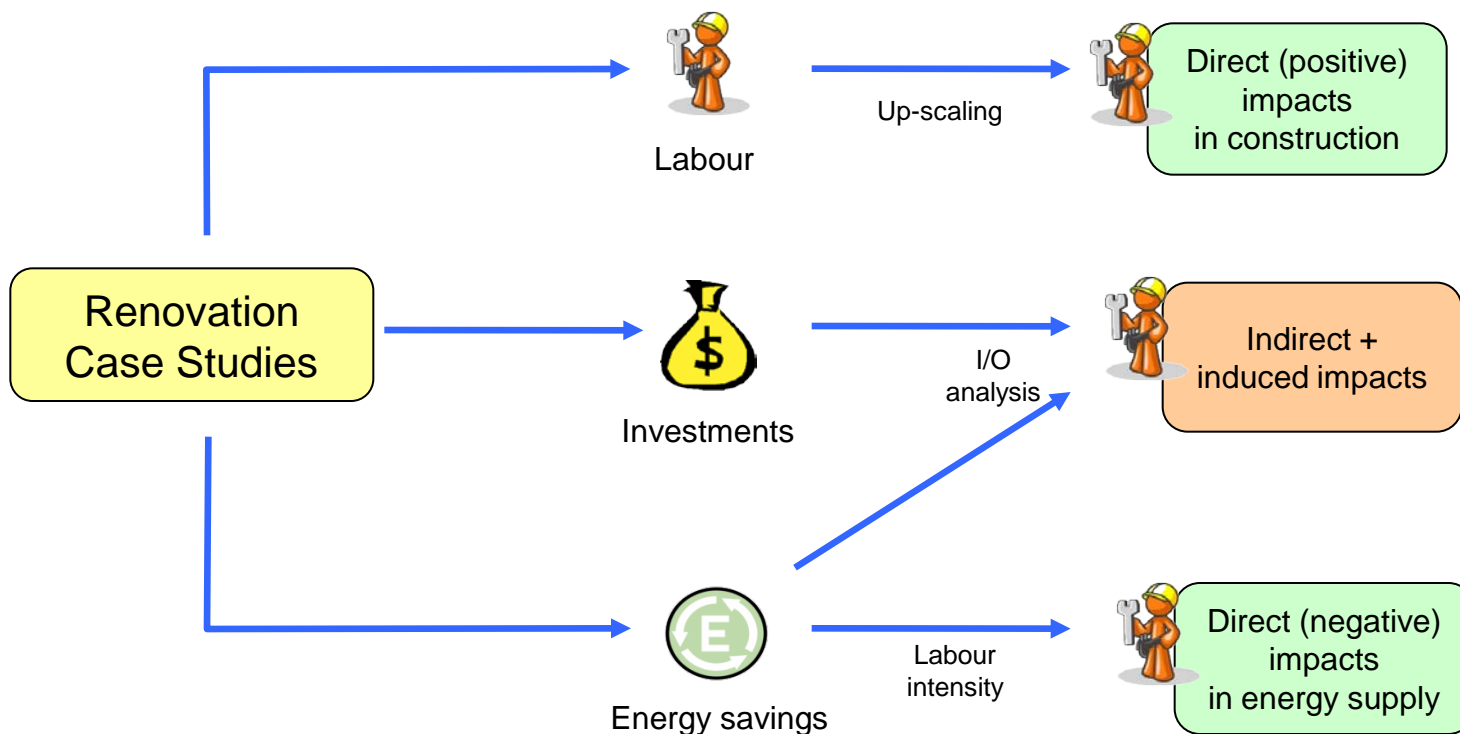 Labour
Up-scaling
Direct (positive)
impacts
in construction
Renovation
Case Studies
$
Investments
I/O
analysis
Indirect +
induced impacts
E
Energy savings
Labour
intensity
Direct (negative)
impacts
in energy supply